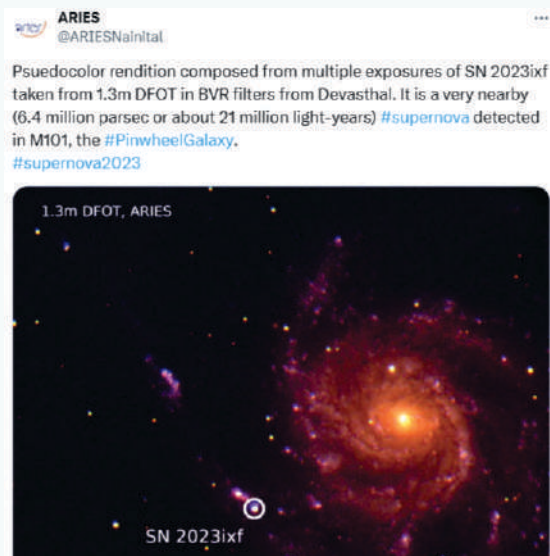 ARIES
@ARIESNainital
Psuedocolor rendition composed from multiple exposures of SN 2023ixf
taken from 1.3m DFOT in BVR filters from Devasthal. It is a very nearby
(6.4 million parsec or about 21 million light-years) #supernova detected
in M101, the #PinwheelGalaxy.
#supernova2023
1.3m DFOT, ARIES
SN 2023ixf